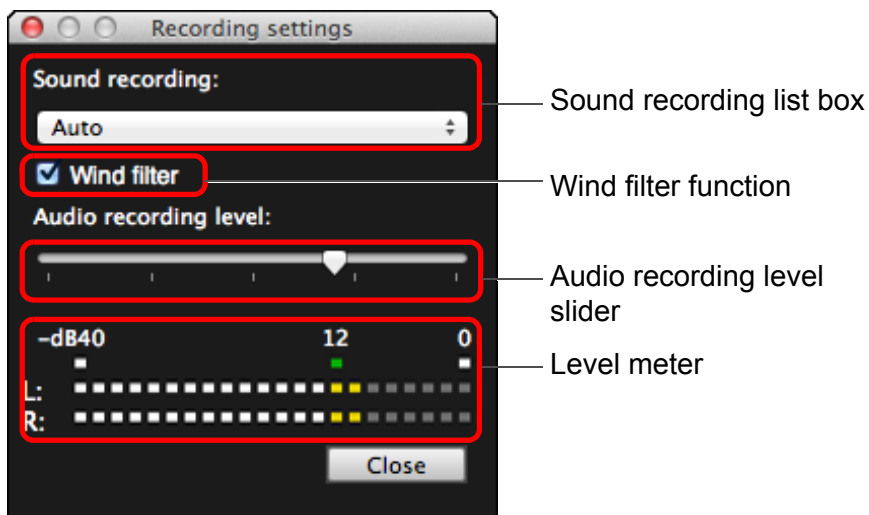 Recording settings
Sound recording:
Auto
Sound recording list box
Wind filter
Wind filter function
Audio recording level:
Audio recording level
slider
-dB40 12 0
Level meter
L:
R:
Close